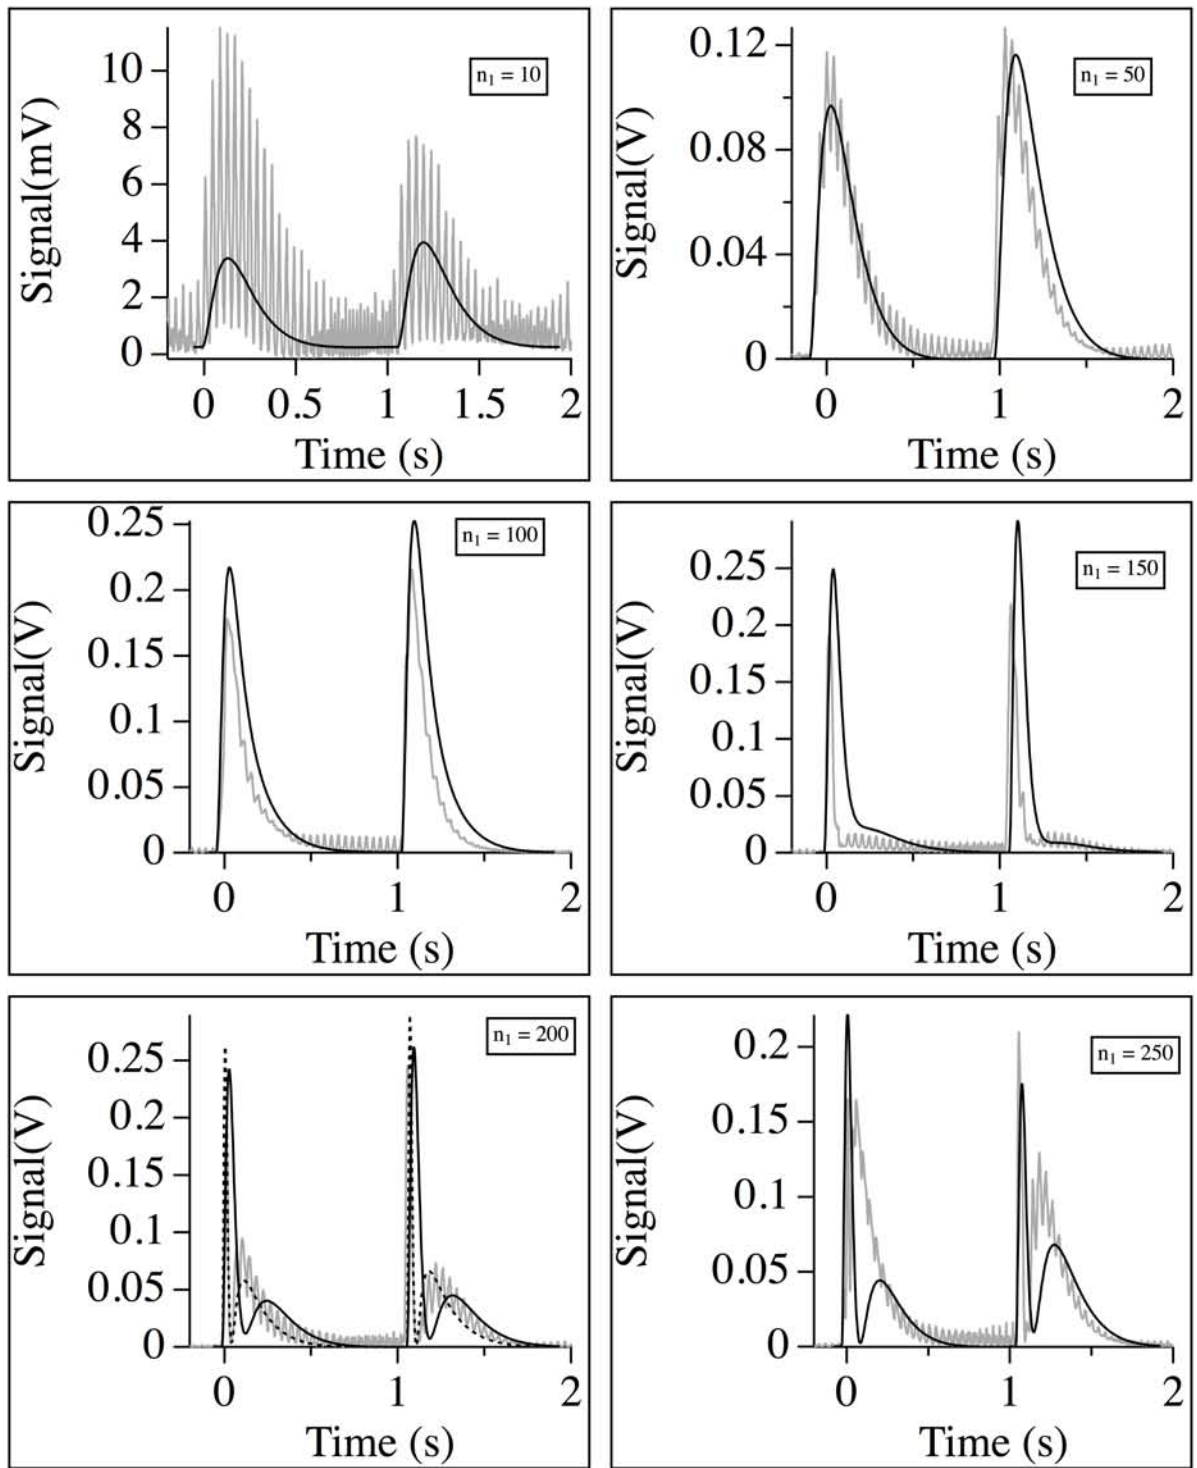 Signal(mV)
10
8
6
4
2
0
n₁ = 10
0 0.5 1 1.5 2
Time (s)
Signal(V)
0.12
0.08
0.04
0
n₁ = 50
0 1 2
Time (s)
Signal(V)
0.25
0.2
0.15
0.1
0.05
0
n₁ = 100
0 1 2
Time (s)
Signal(V)
0.25
0.2
0.15
0.1
0.05
0
n₁ = 150
0 1 2
Time (s)
Signal(V)
0.25
0.2
0.15
0.1
0.05
0
n₁ = 200
0 1 2
Time (s)
Signal(V)
0.2
0.15
0.1
0.05
0
n₁ = 250
0 1 2
Time (s)